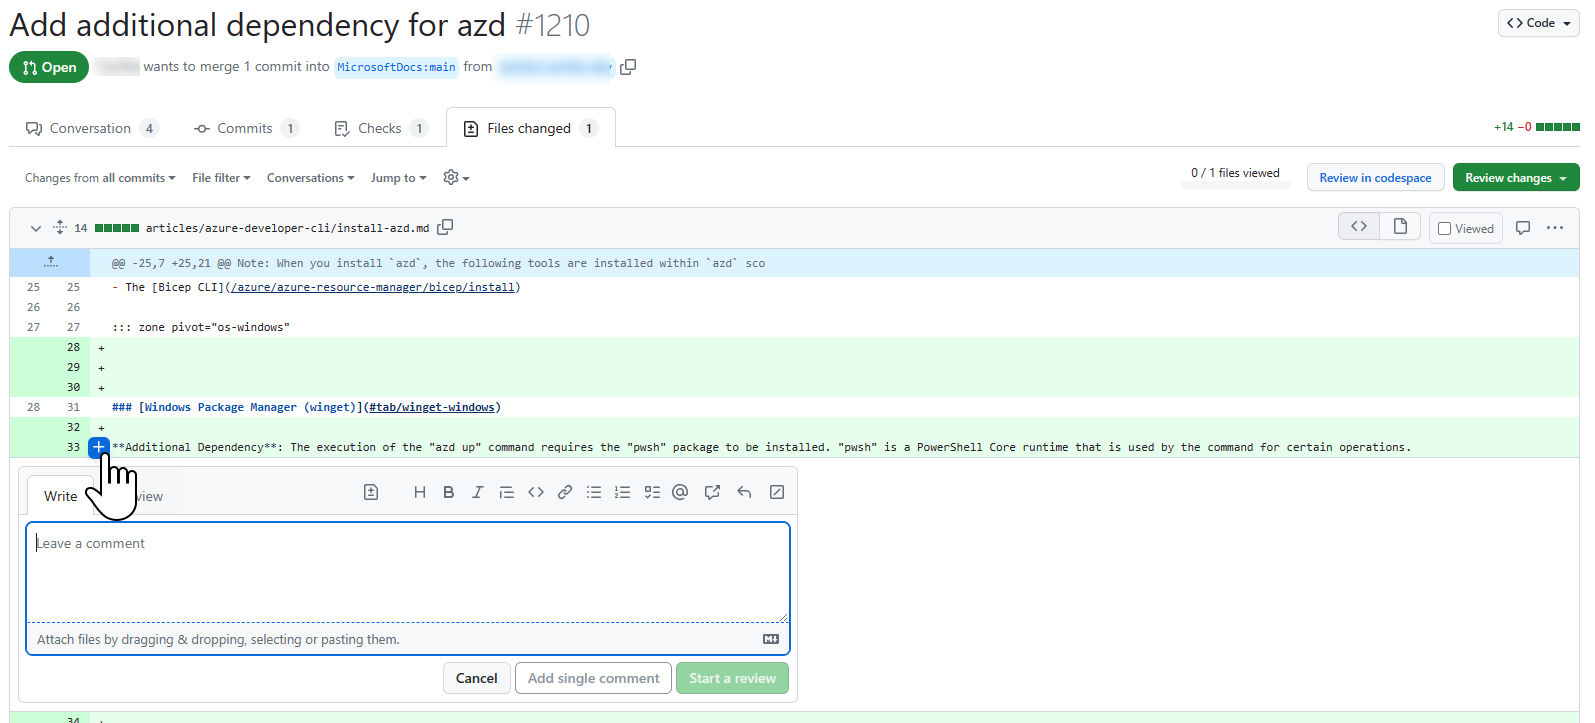 Add additional dependency for azd #1210
<> Code
Open wants to merge 1 commit into MicrosoftDocs:main from
Conversation 4 Commits 1 Checks 1 Files changed 1
+14 −0
Changes from all commits File filter Conversations Jump to
0 / 1 files viewed
Review in codespace
Review changes
14 articles/azure-developer-cli/install-azd.md
Viewed
@@ -25,7 +25,21 @@ Note: When you install `azd`, the following tools are installed within `azd` sco
25 25 - The [Bicep CLI](/azure/azure-resource-manager/bicep/install)
26 26
27 27 ::: zone pivot="os-windows"
28 +
29 +
30 +
28 31 ### [Windows Package Manager (winget)](#tab/winget-windows)
32 +
33 **Additional Dependency**: The execution of the "azd up" command requires the "pwsh" package to be installed. "pwsh" is a PowerShell Core runtime that is used by the command for certain operations.
Write
Leave a comment
Attach files by dragging & dropping, selecting or pasting them.
Cancel
Add single comment
Start a review
34 +